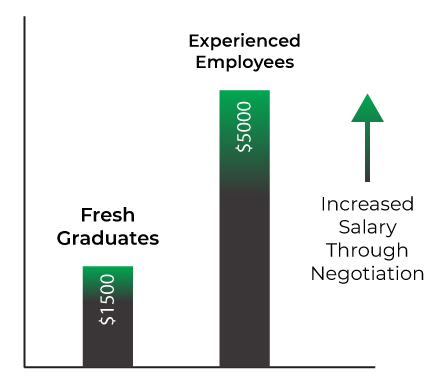 Experienced
Employees
$5000
Fresh
Graduates
$1500
Increased
Salary
Through
Negotiation